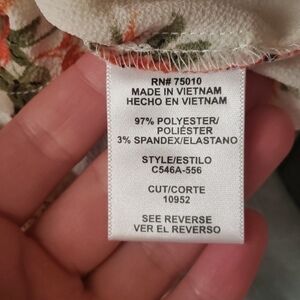 RN# 75010
MADE IN VIETNAM
HECHO EN VIETNAM
97% POLYESTER/
POLIÉSTER
3% SPANDEX/ELASTANO
STYLE/ESTILO
C546A-556
CUT/CORTE
10952
SEE REVERSE
VER EL REVERSO